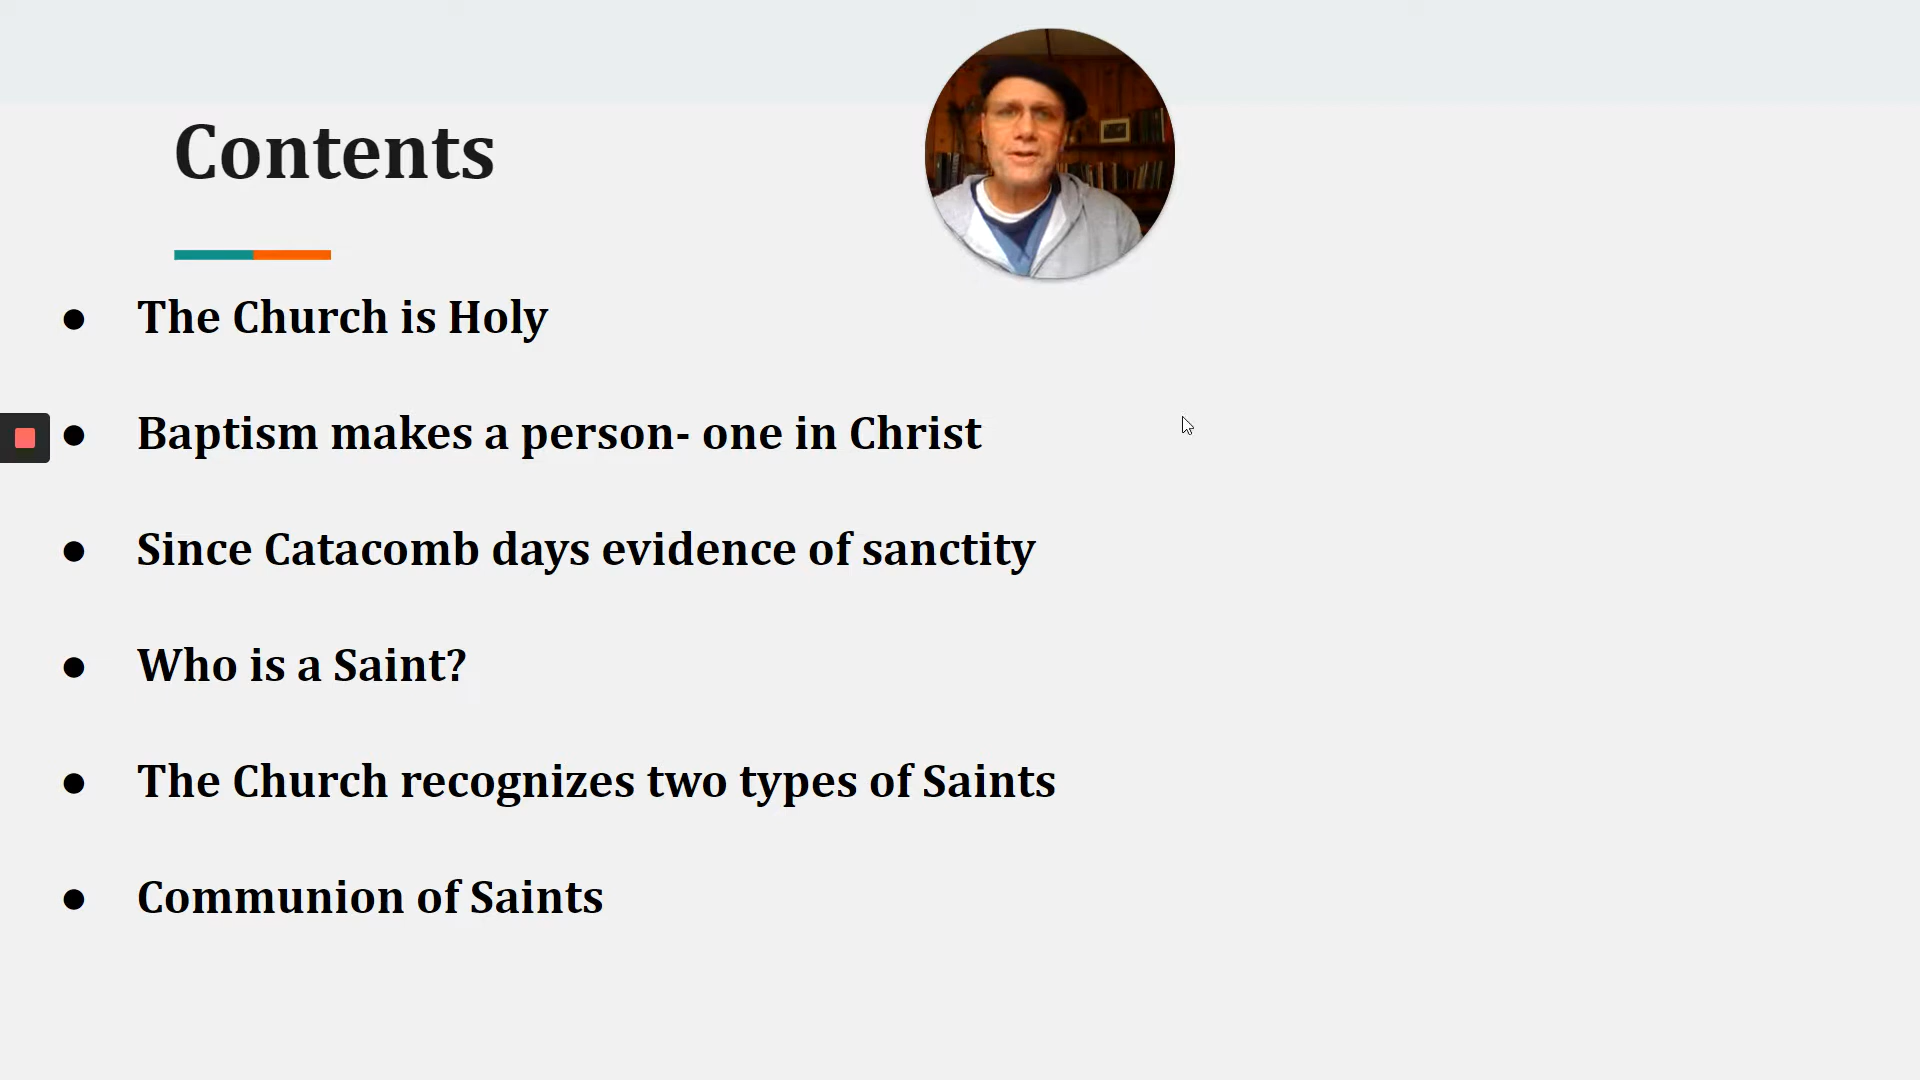 Contents
● The Church is Holy
● Baptism makes a person- one in Christ
● Since Catacomb days evidence of sanctity
● Who is a Saint?
● The Church recognizes two types of Saints
● Communion of Saints